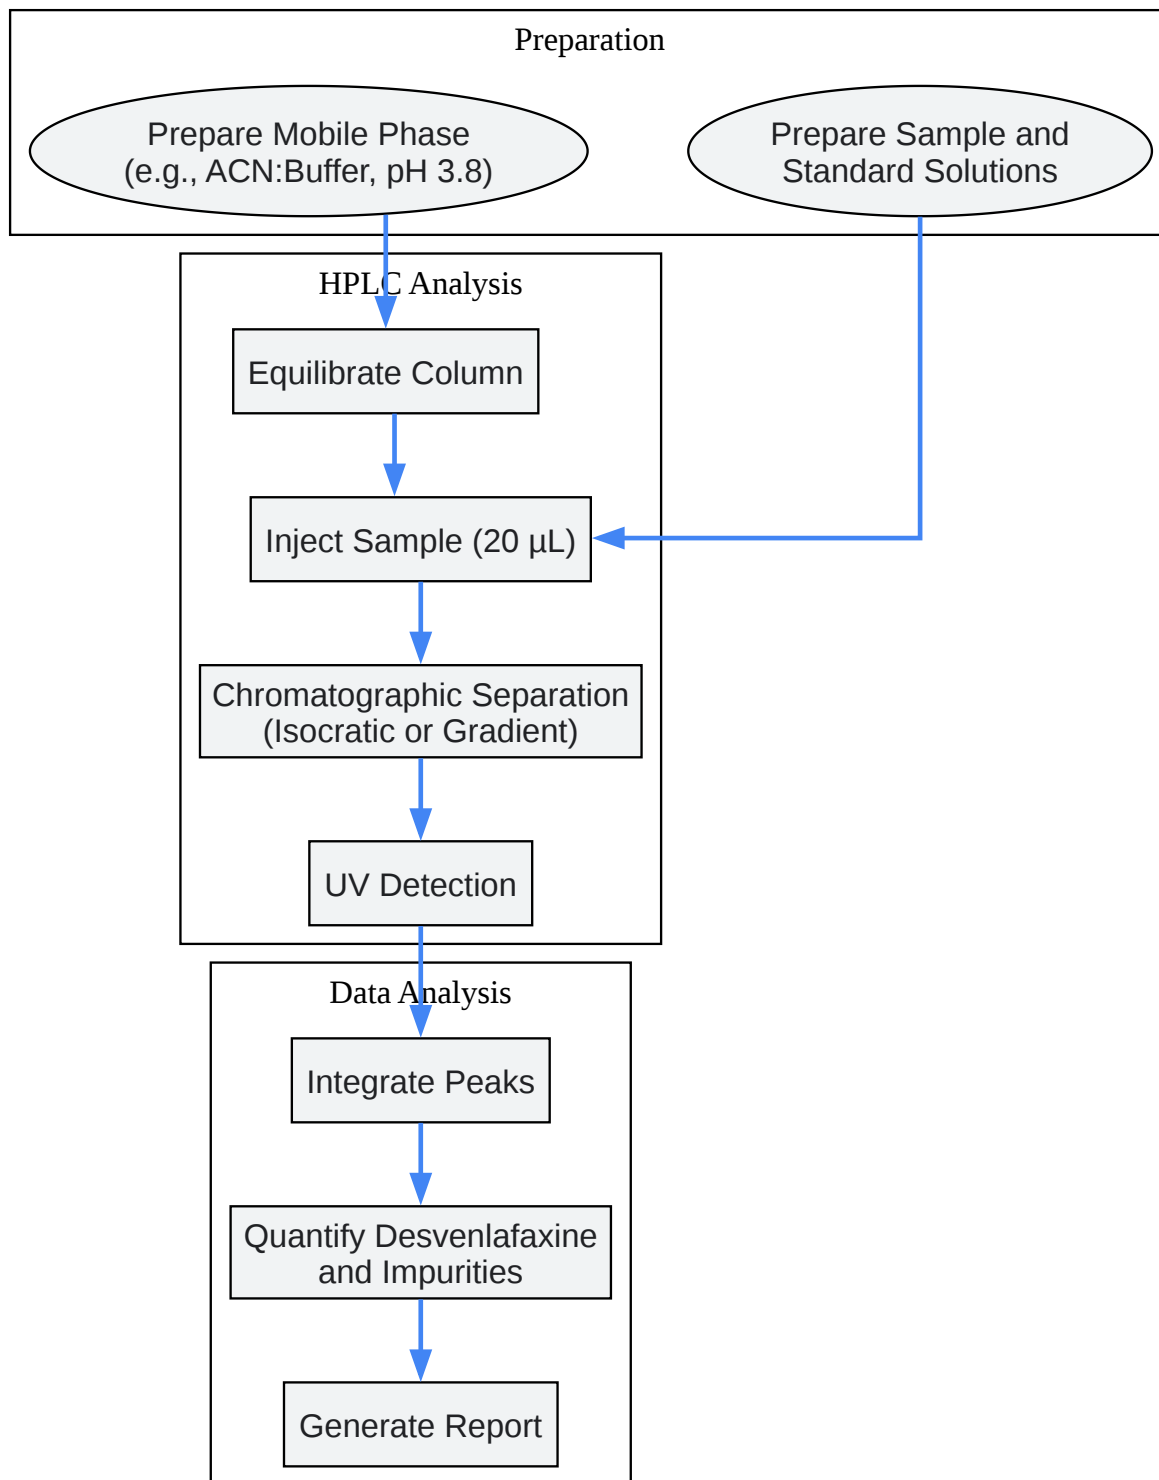 Preparation
Prepare Mobile Phase
(e.g., ACN:Buffer, pH 3.8)
Prepare Sample and
Standard Solutions
HPLC Analysis
Equilibrate Column
Inject Sample (20 µL)
Chromatographic Separation
(Isocratic or Gradient)
UV Detection
Data Analysis
Integrate Peaks
Quantify Desvenlafaxine
and Impurities
Generate Report